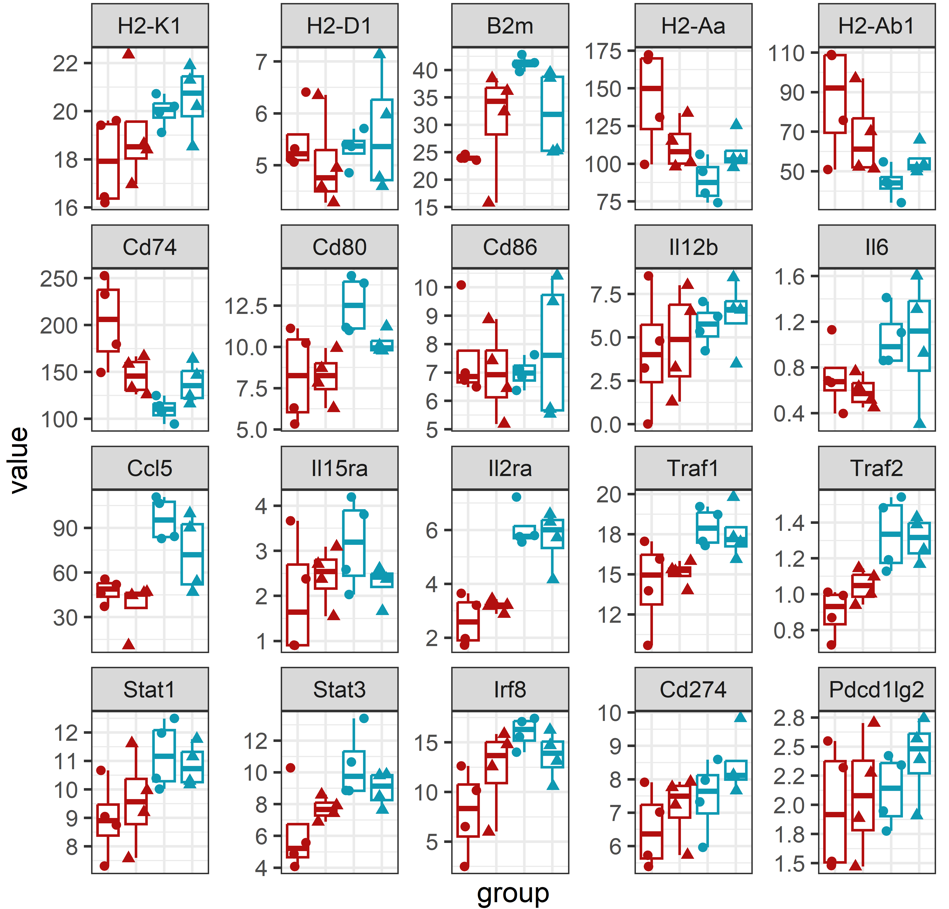 H2-K1 H2-D1 B2m H2-Aa H2-Ab1
22 20 18 16
7 6 5
40 35 30 25 20 15
175 150 125 100 75
110 90 70 50
Cd74 Cd80 Cd86 Il12b Il6
250 200 150 100
12.5 10.0 7.5 5.0
10 9 8 7 6 5
7.5 5.0 2.5 0.0
1.6 1.2 0.8 0.4
value
Ccl5 Il15ra Il2ra Traf1 Traf2
90 60 30
4 3 2 1
6 4 2
20 18 15 12
1.4 1.2 1.0 0.8
Stat1 Stat3 Irf8 Cd274 Pdcd1lg2
12 11 10 9 8
12 10 8 6 4
15 10 5
10 9 8 7 6
2.8 2.5 2.2 2.0 1.8 1.5
group